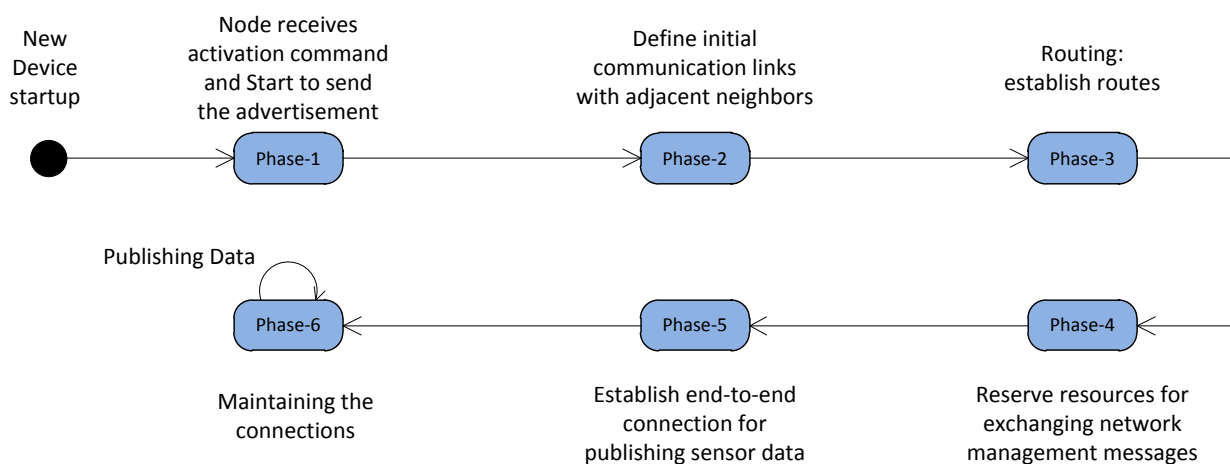 New
Device
startup
Node receives
activation command
and Start to send
the advertisement
Define initial
communication links
with adjacent neighbors
Routing:
establish routes
Phase-1
Phase-2
Phase-3
Publishing Data
Phase-6
Phase-5
Phase-4
Maintaining the
connections
Establish end-to-end
connection for
publishing sensor data
Reserve resources for
exchanging network
management messages